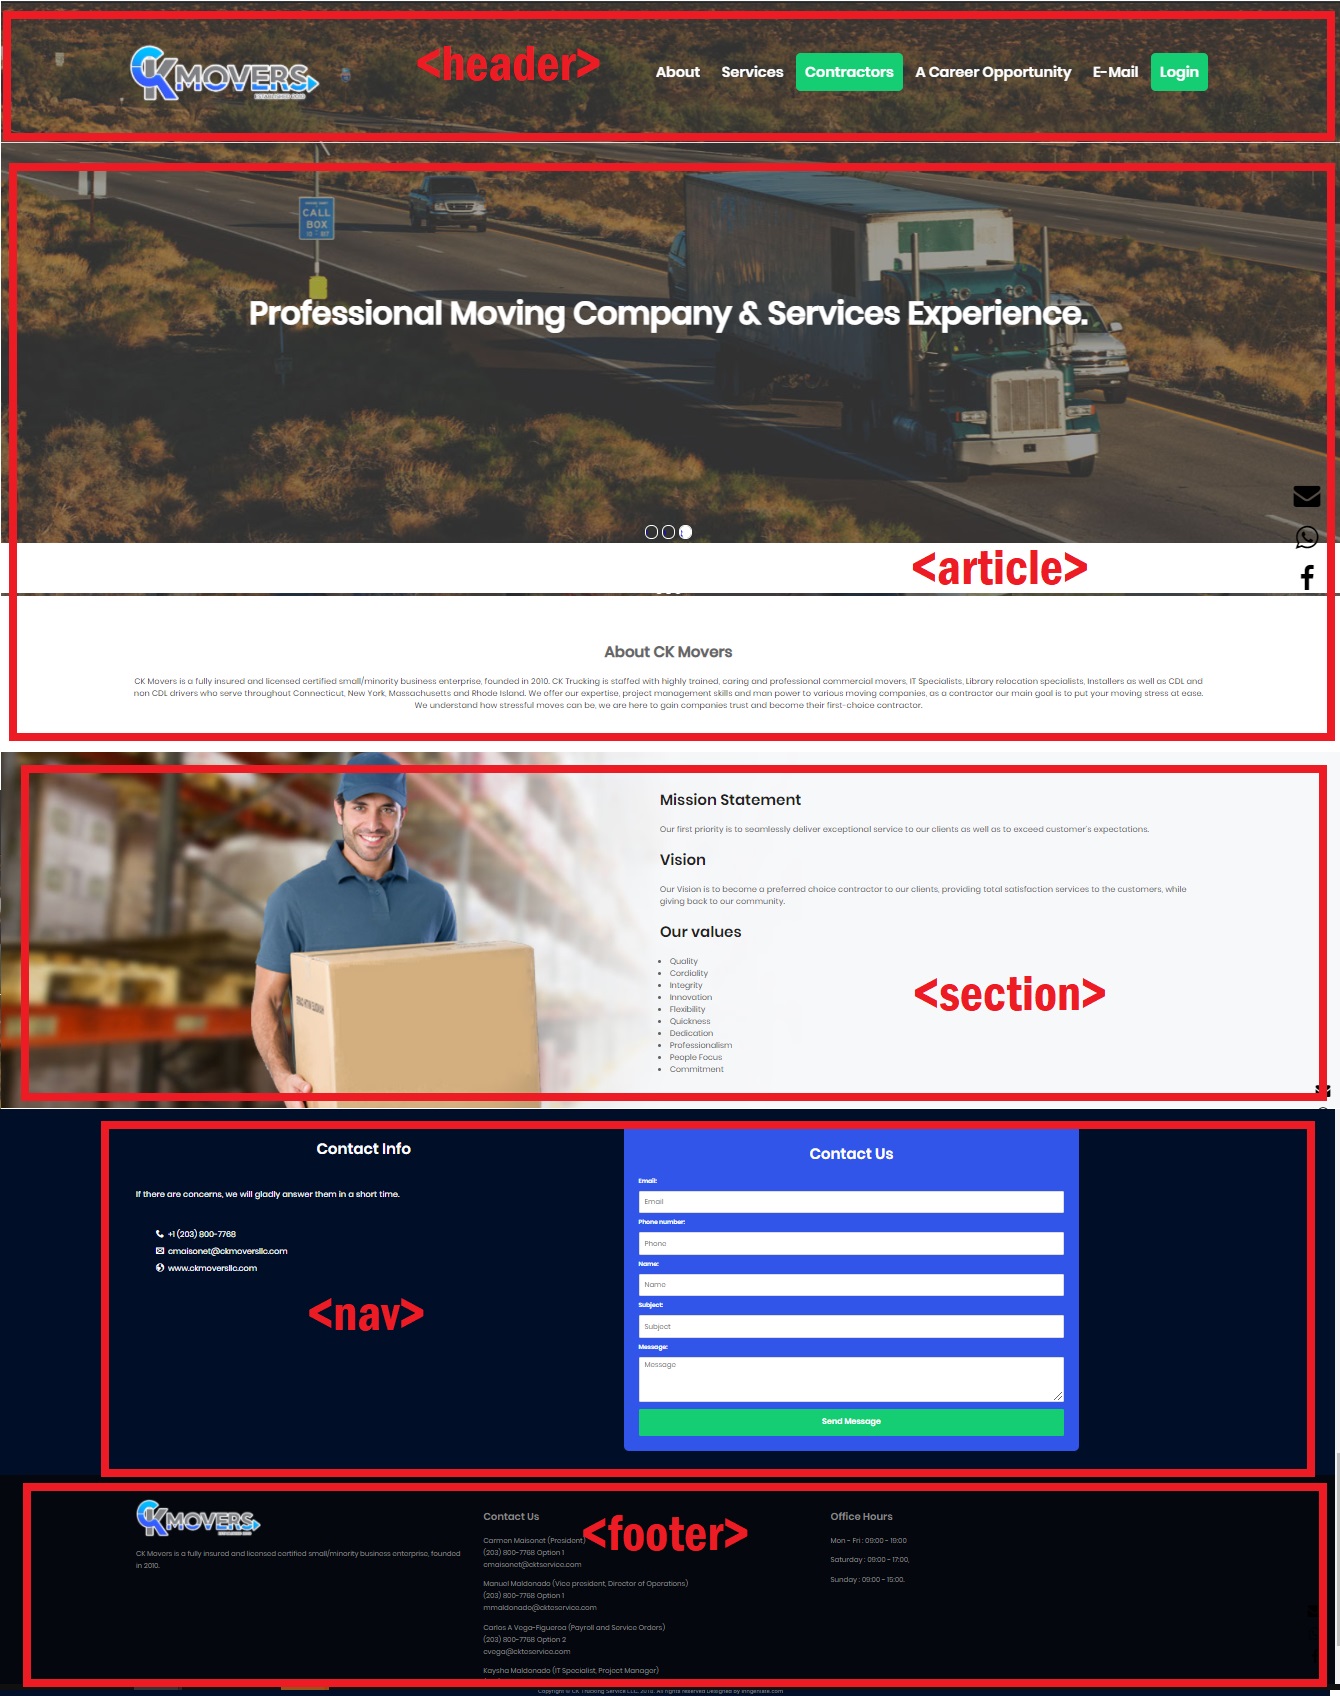 CK MOVERS
<header>
About Services Contractors A Career Opportunity E-Mail Login
CALL
BOX
Professional Moving Company & Services Experience.
<article>
About CK Movers
CK Movers is a fully insured and licensed certified small/minority business enterprise, founded in 2010. CK Trucking is staffed with highly trained, caring and professional commercial movers, IT Specialists, Library relacation specialists, Installers as well as CDL and
non CDL drivers who serve throughout Connecticut, New York, Massachusetts and Rhode Island. We offer our expertise, project management skills and man power to various moving companies, as a contractor our main goal is to put your moving stress at ease.
We understand how stressful moves can be, we are here to gain companies trust and become their first-choice contractor.
Mission Statement
Our first priority is to seamlessly deliver exceptional service to our clients as well as to exceed customer's expectations.
Vision
Our Vision is to become a preferred choice contractor to our clients, providing total satisfaction services to the customers, while
giving back to our community.
Our values
Quality
Cordiality
Integrity
Innovation
Flexibility
Quickness
Dedication
Professionalism
People Focus
Commitment
<section>
Contact Info
If there are concerns, we will gladly answer them in a short time.
+1 (203) 800-7768
cmaisonet@ckmoversllc.com
www.ckmoversllc.com
<nav>
Contact Us
Email:
Email
Phone number:
Phone
Name:
Name
Subject:
Subject
Message:
Message
Send Message
CK MOVERS
CK Movers is a fully insured and licensed certified small/minority business enterprise, founded
in 2010.
Contact Us
<footer>
Carmen Maisonet (President)
(203) 800-7768 Option 1
cmaisonet@cktservice.com
Manuel Maldonado (Vice president, Director of Operations)
(203) 800-7768 Option 1
mmaldonado@ckteservice.com
Carlos A Vega-Figueroa (Payroll and Service Orders)
(203) 800-7768 Option 2
cvega@ckteservice.com
Kaysha Maldonado (IT Specialist, Project Manager)
Office Hours
Mon - Fri : 09:00 - 19:00
Saturday : 09:00 - 17:00,
Sunday : 09:00 - 15:00.
Copyright © CK Trucking Service LLC, 2018. All rights reserved Designed by